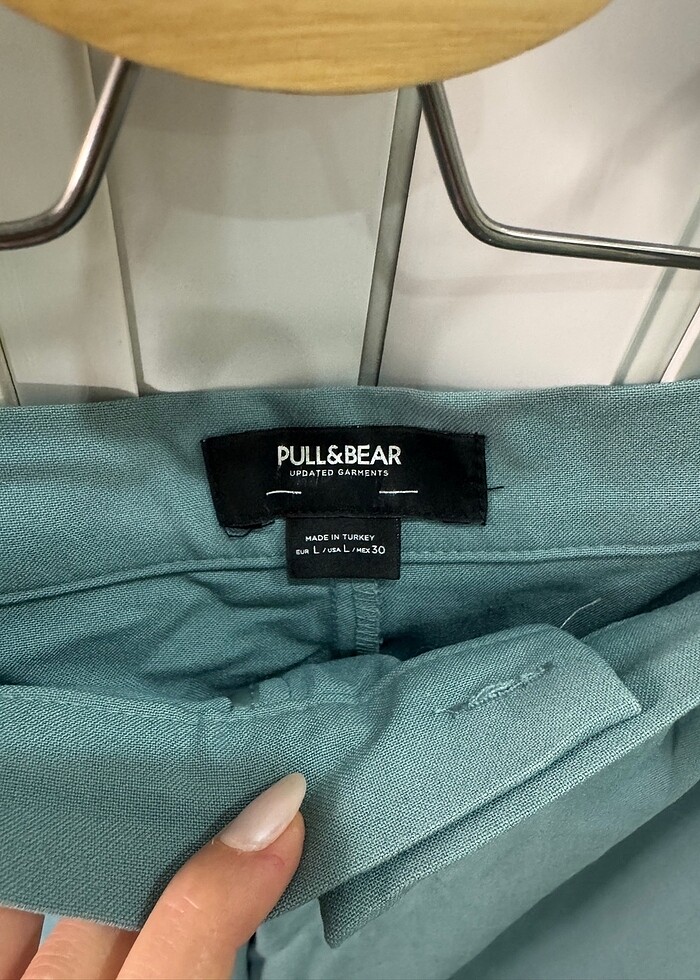 PULL&BEAR
UPDATED GARMENTS
MADE IN TURKEY
EUR L / USA L / MEX 30